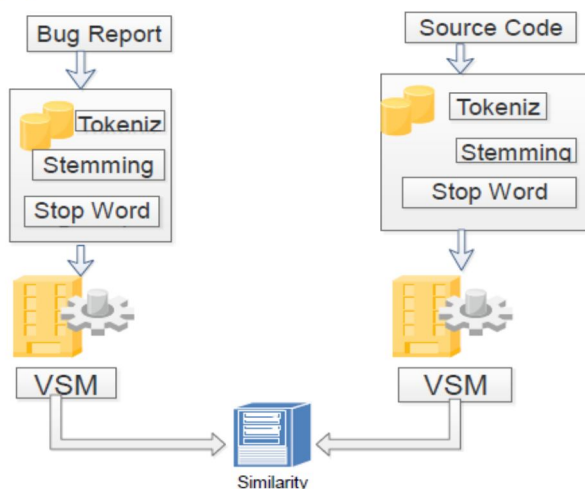 Bug Report
Source Code
Tokeniz
Stemming
Stop Word
Tokeniz
Stemming
Stop Word
VSM
VSM
Similarity